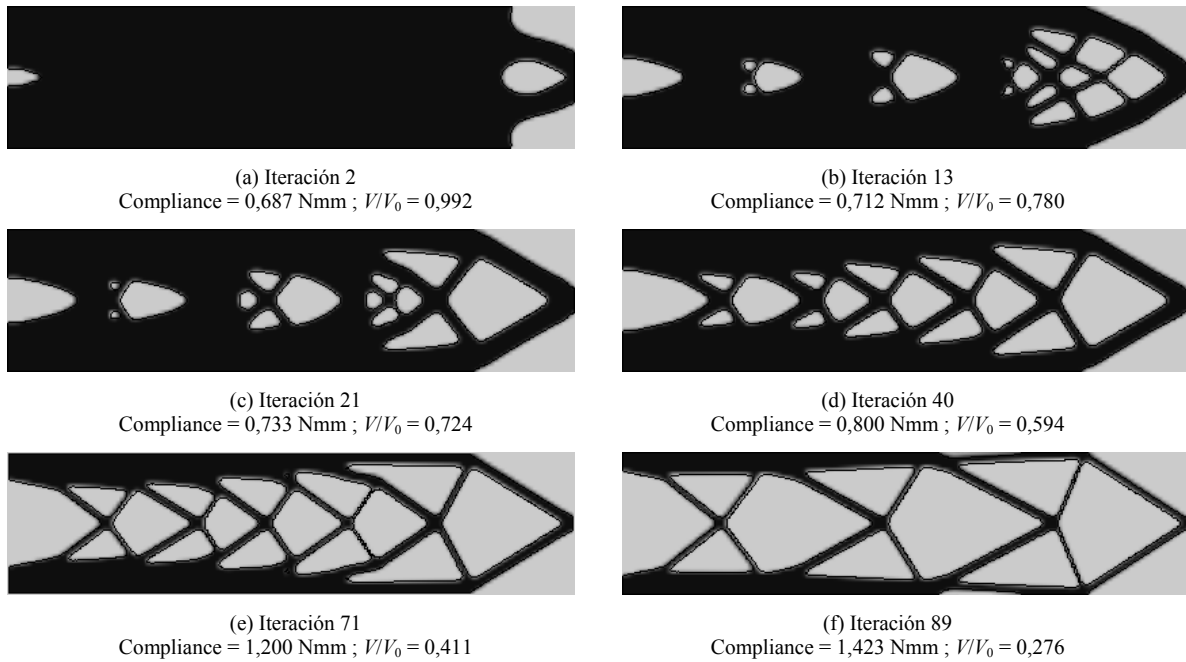 (a) Iteración 2
Compliance = 0,687 Nmm ; V/V₀ = 0,992
(b) Iteración 13
Compliance = 0,712 Nmm ; V/V₀ = 0,780
(c) Iteración 21
Compliance = 0,733 Nmm ; V/V₀ = 0,724
(d) Iteración 40
Compliance = 0,800 Nmm ; V/V₀ = 0,594
(e) Iteración 71
Compliance = 1,200 Nmm ; V/V₀ = 0,411
(f) Iteración 89
Compliance = 1,423 Nmm ; V/V₀ = 0,276